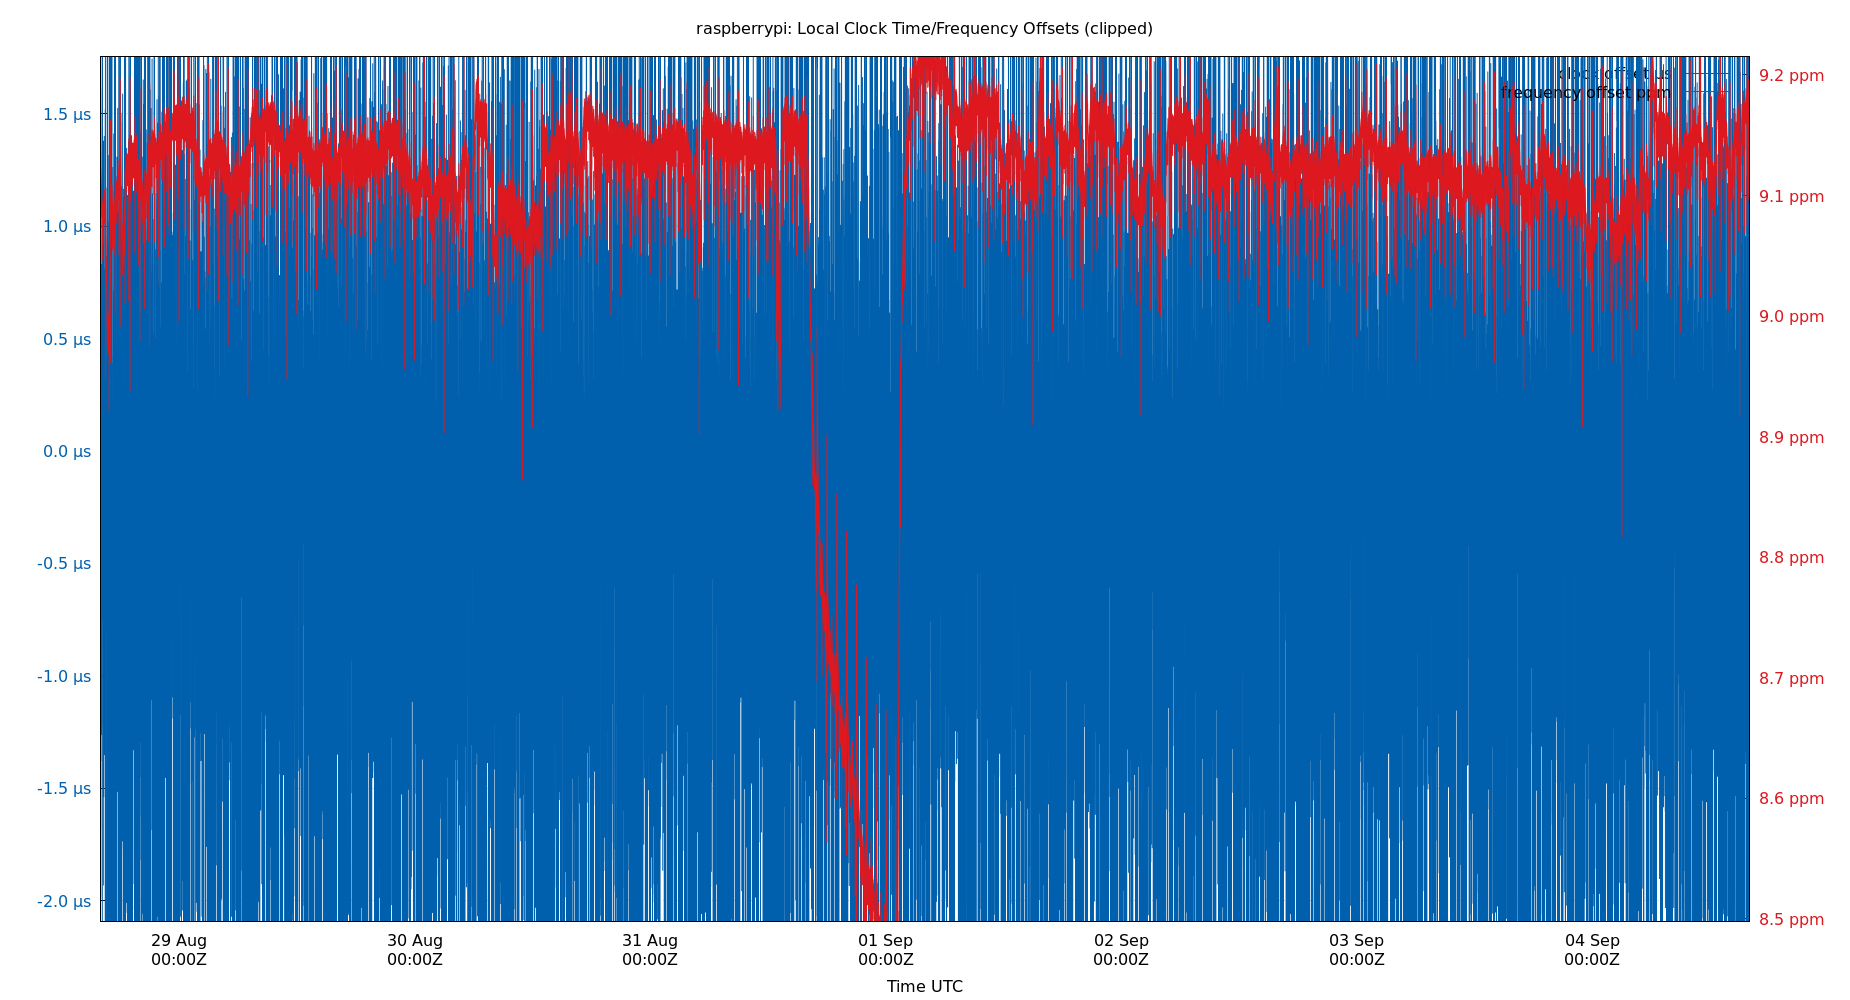 raspberrypi: Local Clock Time/Frequency Offsets (clipped)
clock offset µs
frequency offset ppm
1.5 µs
1.0 µs
0.5 µs
0.0 µs
-0.5 µs
-1.0 µs
-1.5 µs
-2.0 µs
9.2 ppm
9.1 ppm
9.0 ppm
8.9 ppm
8.8 ppm
8.7 ppm
8.6 ppm
8.5 ppm
29 Aug
00:00Z
30 Aug
00:00Z
31 Aug
00:00Z
01 Sep
00:00Z
02 Sep
00:00Z
03 Sep
00:00Z
04 Sep
00:00Z
Time UTC